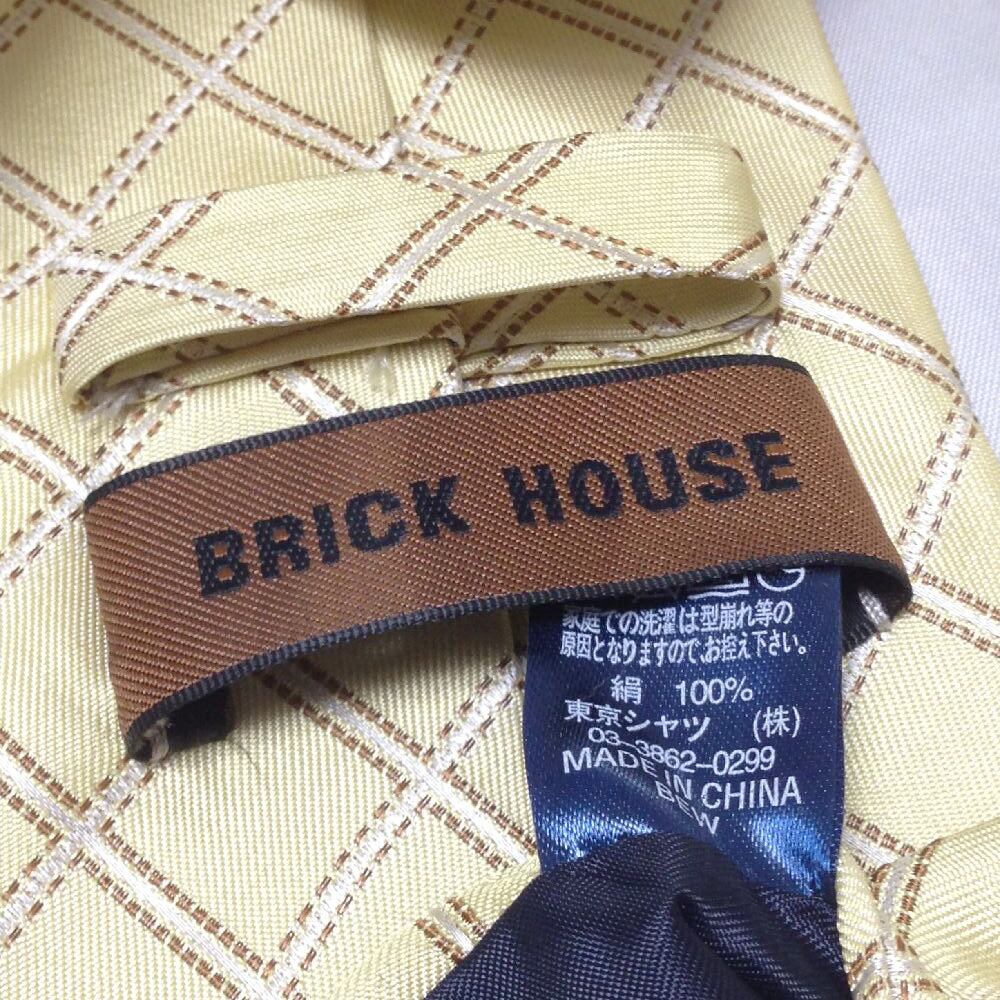 BRICK HOUSE
家庭での洗濯は型崩れ等の
原因となりますので、お控え下さい。
絹 100%
東京シャツ (株)
03-3862-0299
MADE IN CHINA
BEW